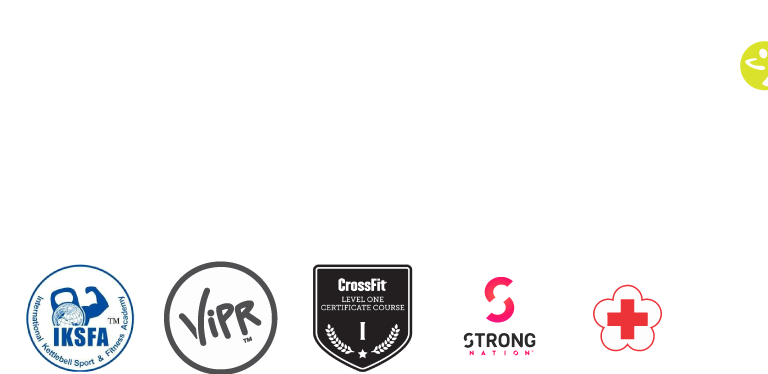 International Kettlebell Sport & Fitness Academy
IKSFA
TM
ViPR
TM
CrossFit
LEVEL ONE
CERTIFICATE COURSE
I
STRONG
NATION